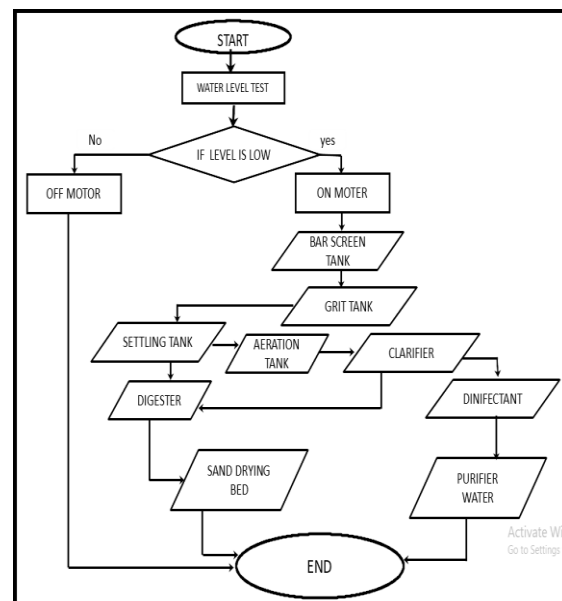 START
WATER LEVEL TEST
No
yes
IF LEVEL IS LOW
OFF MOTOR
ON MOTER
BAR SCREEN
TANK
GRIT TANK
SETTLING TANK
AERATION
TANK
CLARIFIER
DIGESTER
DINIFECTANT
SAND DRYING
BED
PURIFIER
WATER
Activate Wi
Go to Settings
END